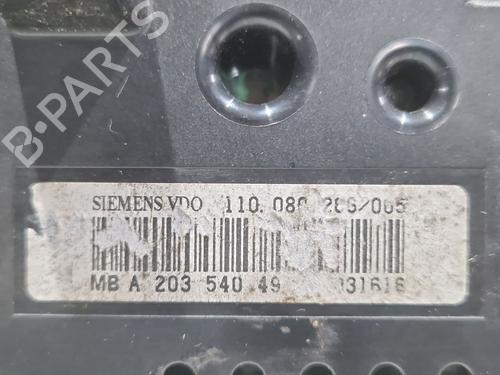 B-PARTS
SIEMENS VDO 110.080
MB A 203 540 49